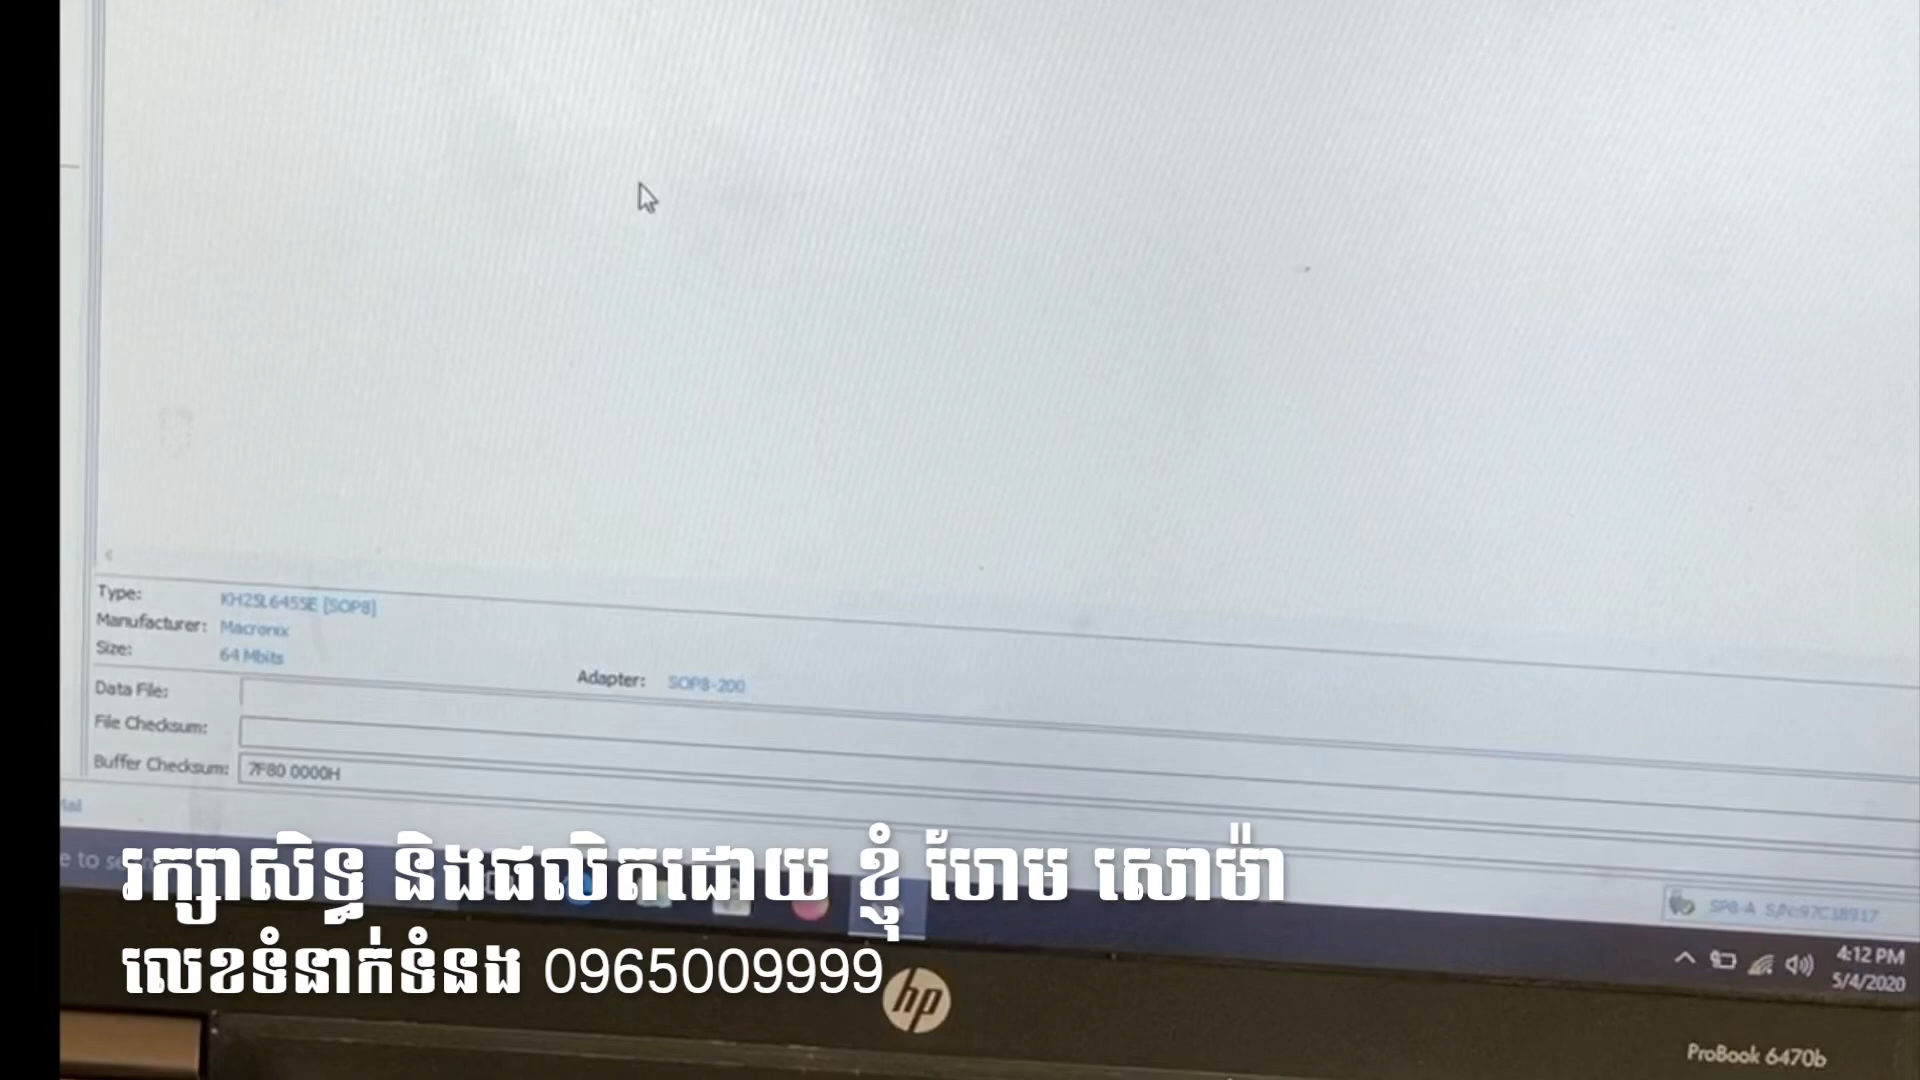 Type: KH25L6455E [SOP8]
Manufacturer: Macronix
Size: 64 Mbits
Adapter: SOP8-200
Data File:
File Checksum:
Buffer Checksum: 7F80 0000H
រក្សាសិទ្ធ និងផលិតដោយ ខ្ញុំ ហែម សោម៉ា
លេខទំនាក់ទំនង 0965009999
SP8-A S/N:97C18917
4:12 PM
5/4/2020
hp
ProBook 6470b